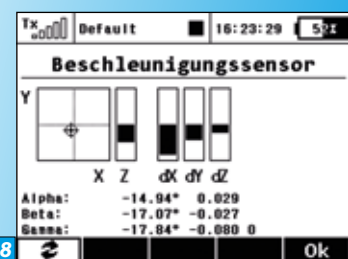 Tx Default 16:23:29 52%
Beschleunigungssensor
Y
X Z dX dY dZ
Alpha: -14.94° 0.029
Beta: -17.07° -0.027
Gamma: -17.84° -0.080 0
8 Ok